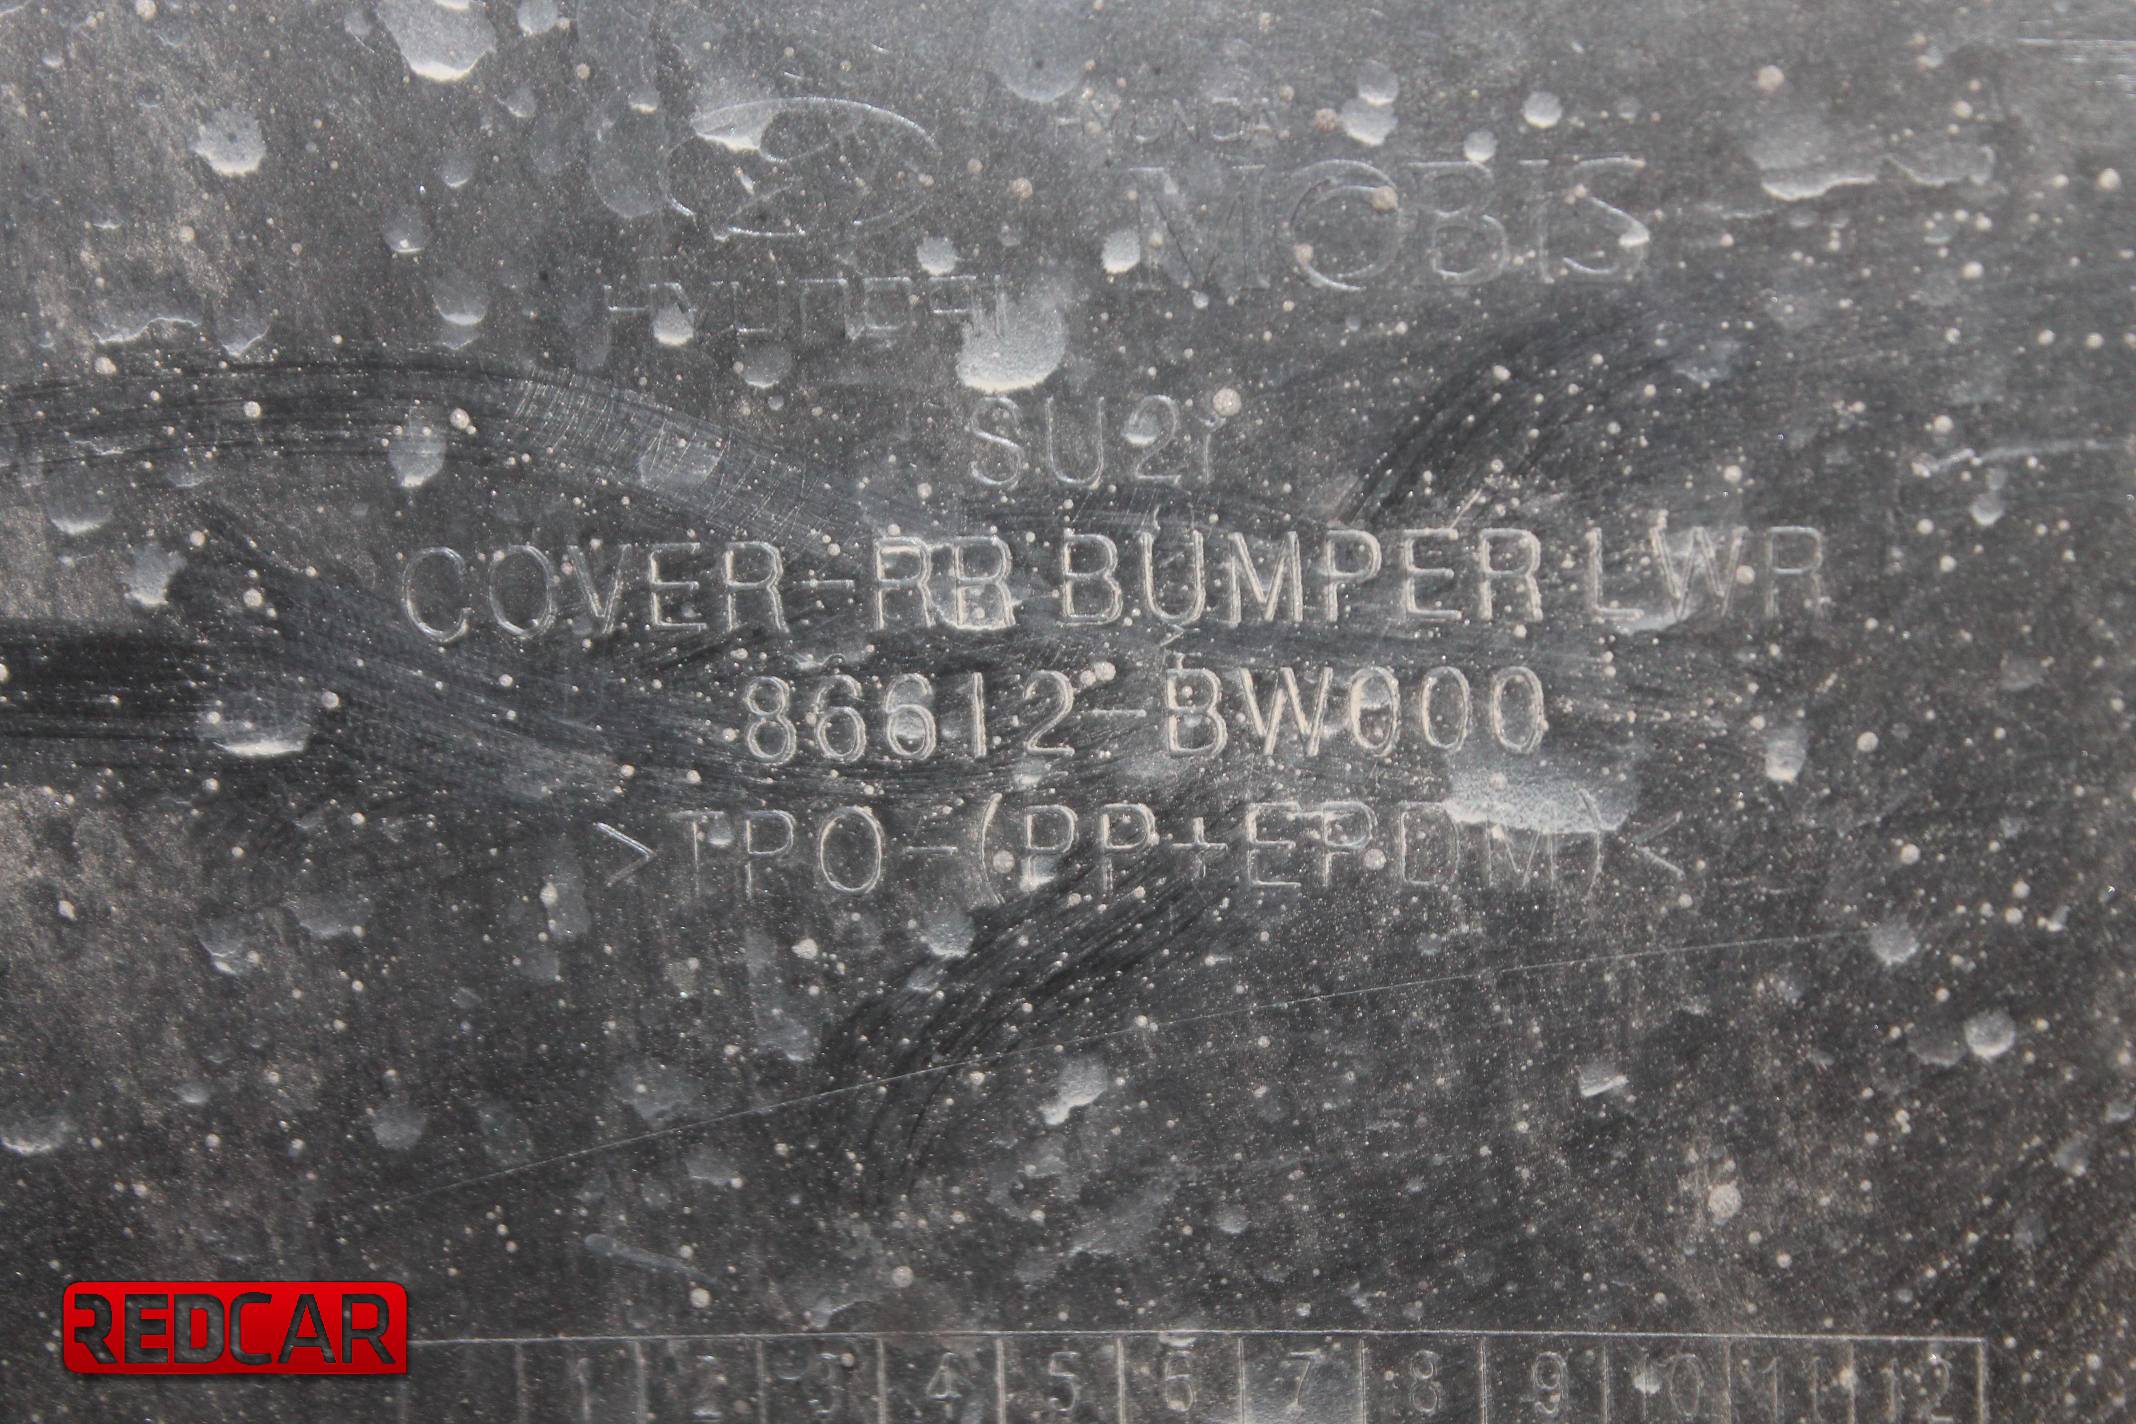 HYUNDAI
HYUNDAI
MOBIS
SU2r
COVER-RR BUMPER LWR
86612-BW000
>TPO-(PP+EPDM)<
REDCAR
1 2 3 4 5 6 7 8 9 10 11 12